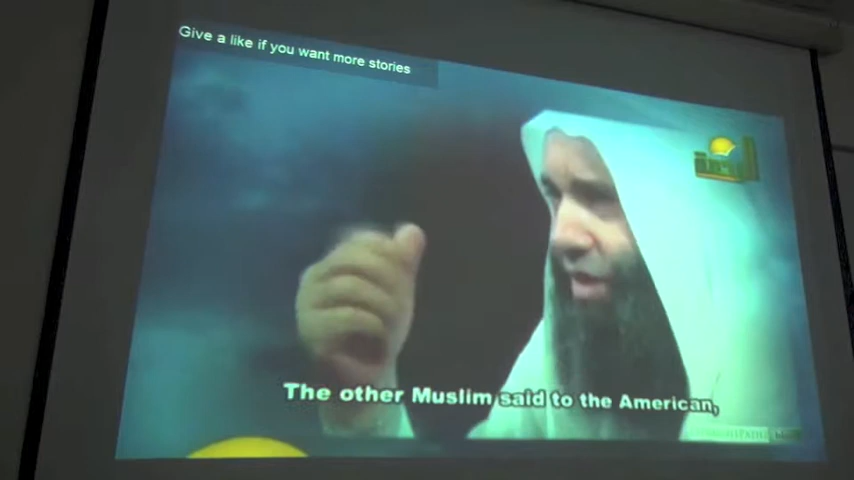 Give a like if you want more stories
The other Muslim said to the American,